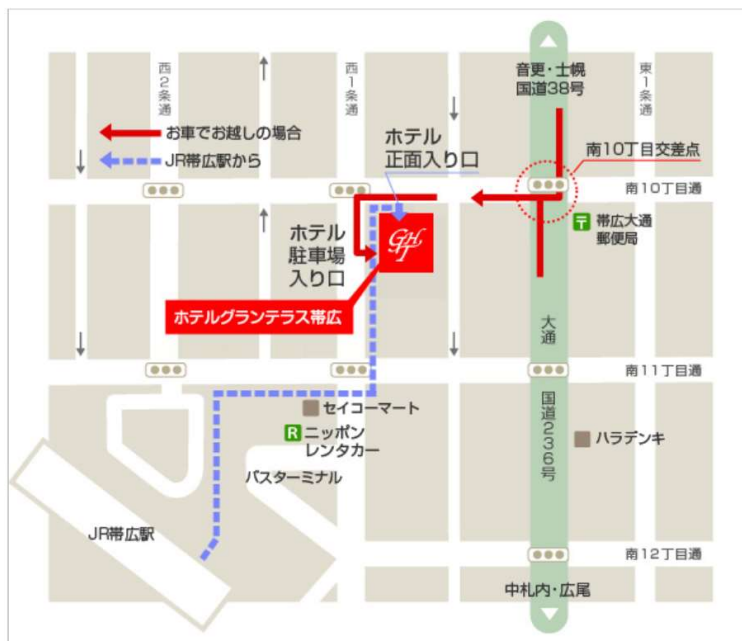 西2条通
西1条通
音更・士幌
国道38号
東1条通
お車でお越しの場合
JR帯広駅から
ホテル
正面入り口
南10丁目交差点
南10丁目通
ホテル
駐車場
入り口
GHT
帯広大通
郵便局
ホテルグランテラス帯広
大通
南11丁目通
国道236号
セイコーマート
R
ニッポン
レンタカー
バスターミナル
ハラデンキ
JR帯広駅
南12丁目通
中札内・広尾